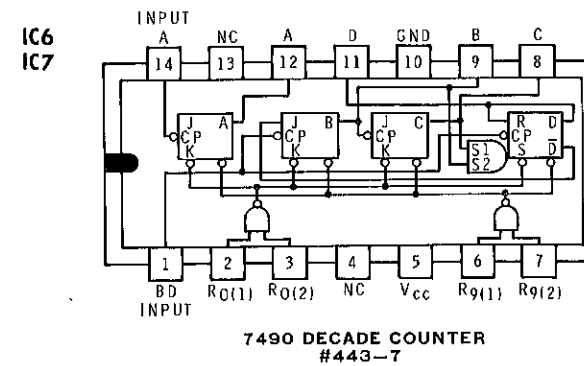 IC6
IC7
INPUT
A NC A D GND B C
14 13 12 11 10 9 8
J A J B J C R D
CP CP CP CP
K K K S D
S1
S2
1 2 3 4 5 6 7
BD R0(1) R0(2) NC VCC R9(1) R9(2)
INPUT
7490 DECADE COUNTER
#443–7